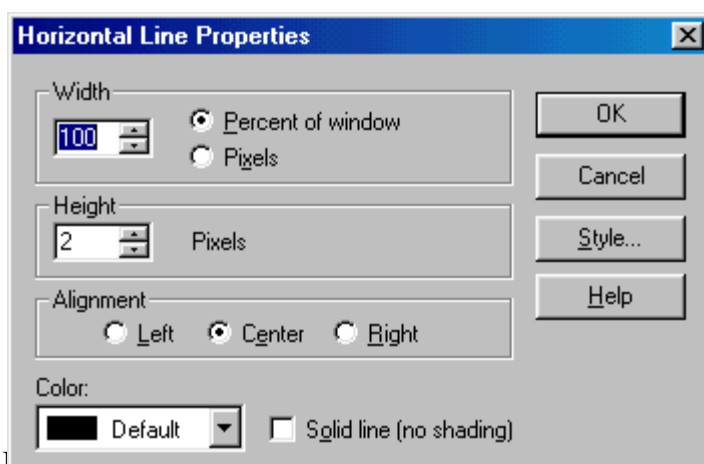 Horizontal Line Properties
Width
100
Percent of window
Pixels
OK
Cancel
Height
2
Pixels
Style...
Help
Alignment
Left
Center
Right
Color:
Default
Solid line (no shading)